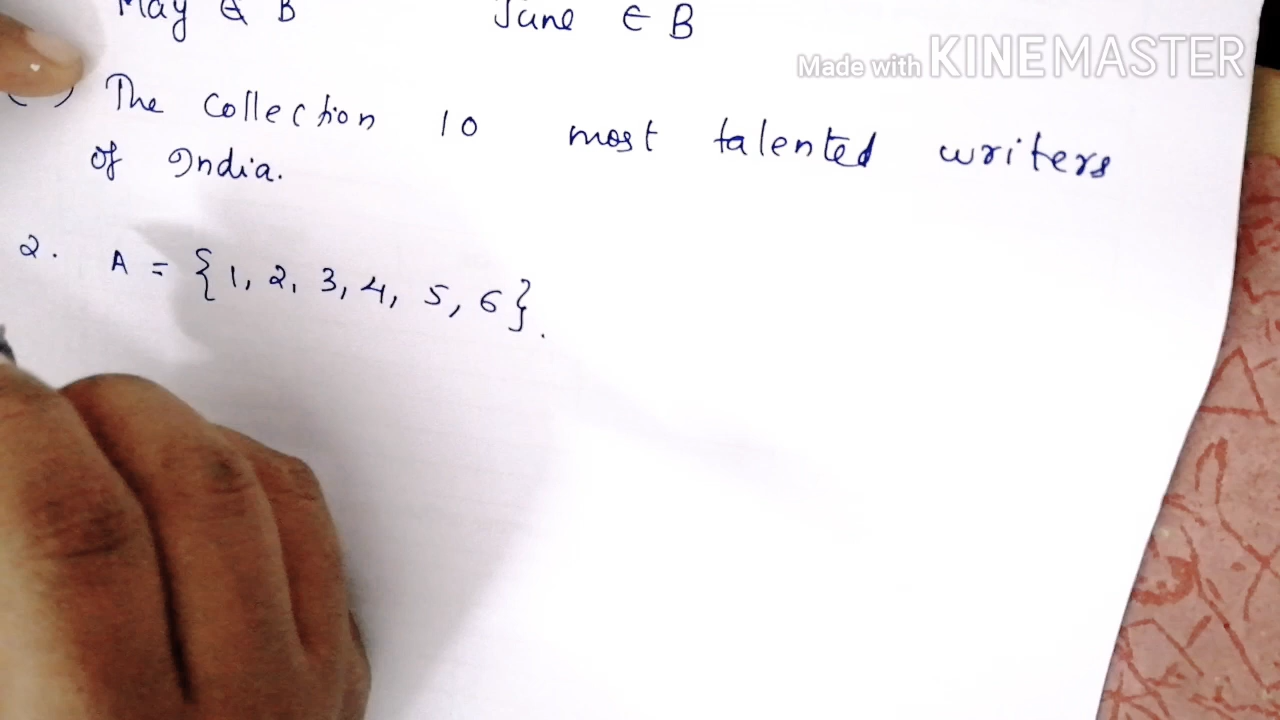 May ∉ B June ∈ B
Made with KINEMASTER
( ) The collection 10 most talented writers
of India.
2. A = {1, 2, 3, 4, 5, 6}.